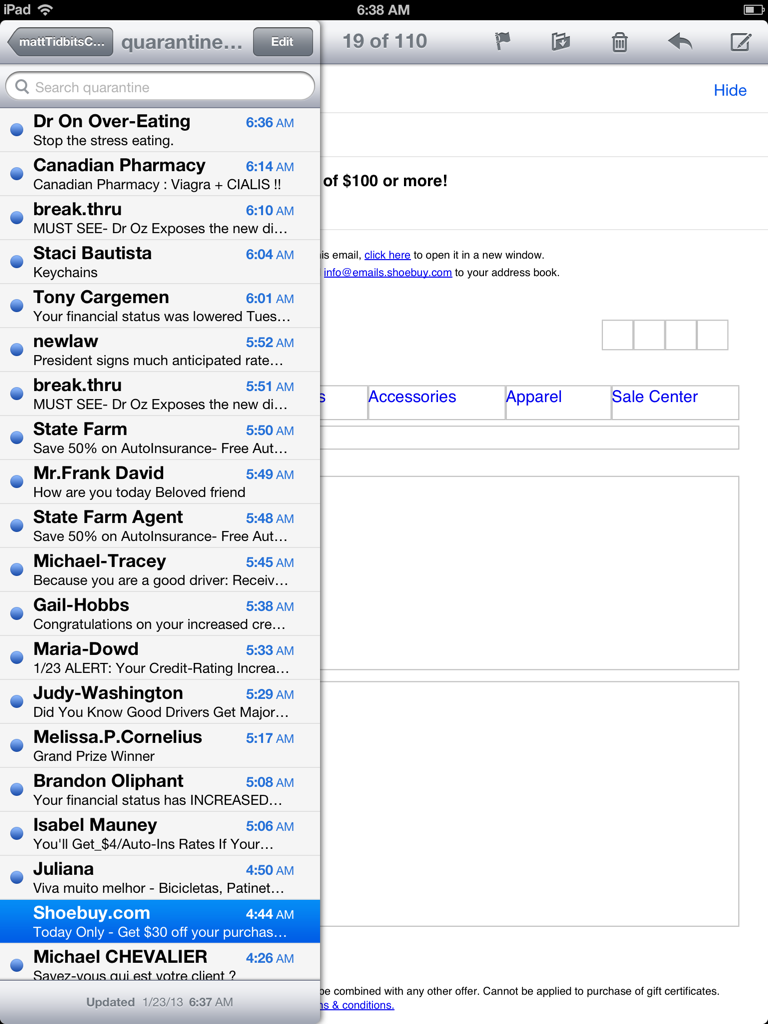 iPad
6:38 AM
mattTidbitsC...
quarantine...
Edit
19 of 110
Search quarantine
Hide
Dr On Over-Eating 6:36 AM
Stop the stress eating.
Canadian Pharmacy 6:14 AM
Canadian Pharmacy : Viagra + CIALIS !!
break.thru 6:10 AM
MUST SEE- Dr Oz Exposes the new di...
Staci Bautista 6:04 AM
Keychains
Tony Cargemen 6:01 AM
Your financial status was lowered Tues...
newlaw 5:52 AM
President signs much anticipated rate...
break.thru 5:51 AM
MUST SEE- Dr Oz Exposes the new di...
State Farm 5:50 AM
Save 50% on AutoInsurance- Free Aut...
Mr.Frank David 5:49 AM
How are you today Beloved friend
State Farm Agent 5:48 AM
Save 50% on AutoInsurance- Free Aut...
Michael-Tracey 5:45 AM
Because you are a good driver: Receiv...
Gail-Hobbs 5:38 AM
Congratulations on your increased cre...
Maria-Dowd 5:33 AM
1/23 ALERT: Your Credit-Rating Increa...
Judy-Washington 5:29 AM
Did You Know Good Drivers Get Major...
Melissa.P.Cornelius 5:17 AM
Grand Prize Winner
Brandon Oliphant 5:08 AM
Your financial status has INCREASED...
Isabel Mauney 5:06 AM
You'll Get_$4/Auto-Ins Rates If Your...
Juliana 4:50 AM
Viva muito melhor - Bicicletas, Patinet...
Shoebuy.com 4:44 AM
Today Only - Get $30 off your purchas...
Michael CHEVALIER 4:26 AM
Savez-vous qui est votre client ?
Updated 1/23/13 6:37 AM
of $100 or more!
is email, click here to open it in a new window.
info@emails.shoebuy.com to your address book.
s Accessories Apparel Sale Center
be combined with any other offer. Cannot be applied to purchase of gift certificates.
ns & conditions.